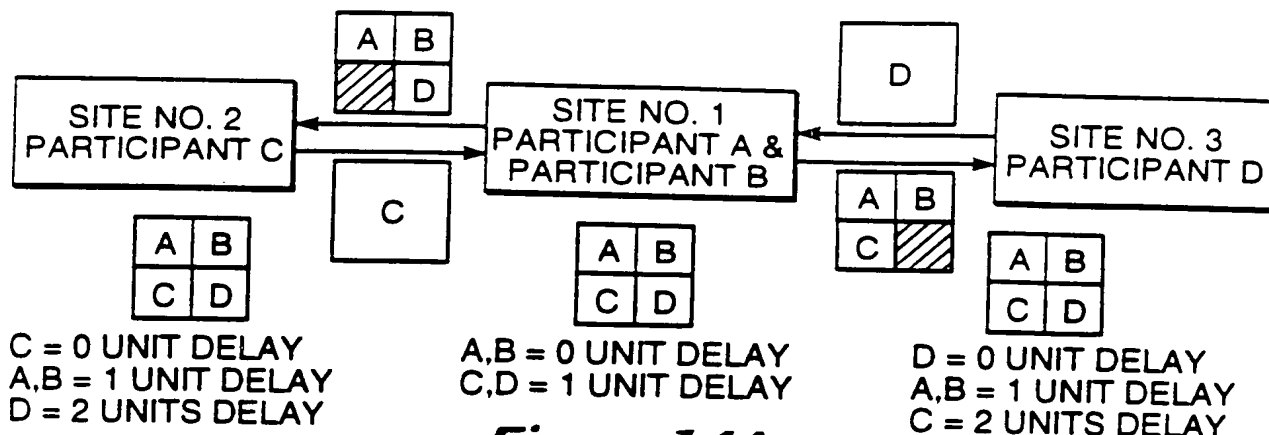 A B
D
D
SITE NO. 2
PARTICIPANT C
SITE NO. 1
PARTICIPANT A &
PARTICIPANT B
SITE NO. 3
PARTICIPANT D
C
A B
C
A B
C D
C = 0 UNIT DELAY
A,B = 1 UNIT DELAY
D = 2 UNITS DELAY
A B
C D
A,B = 0 UNIT DELAY
C,D = 1 UNIT DELAY
A B
C D
D = 0 UNIT DELAY
A,B = 1 UNIT DELAY
C = 2 UNITS DELAY